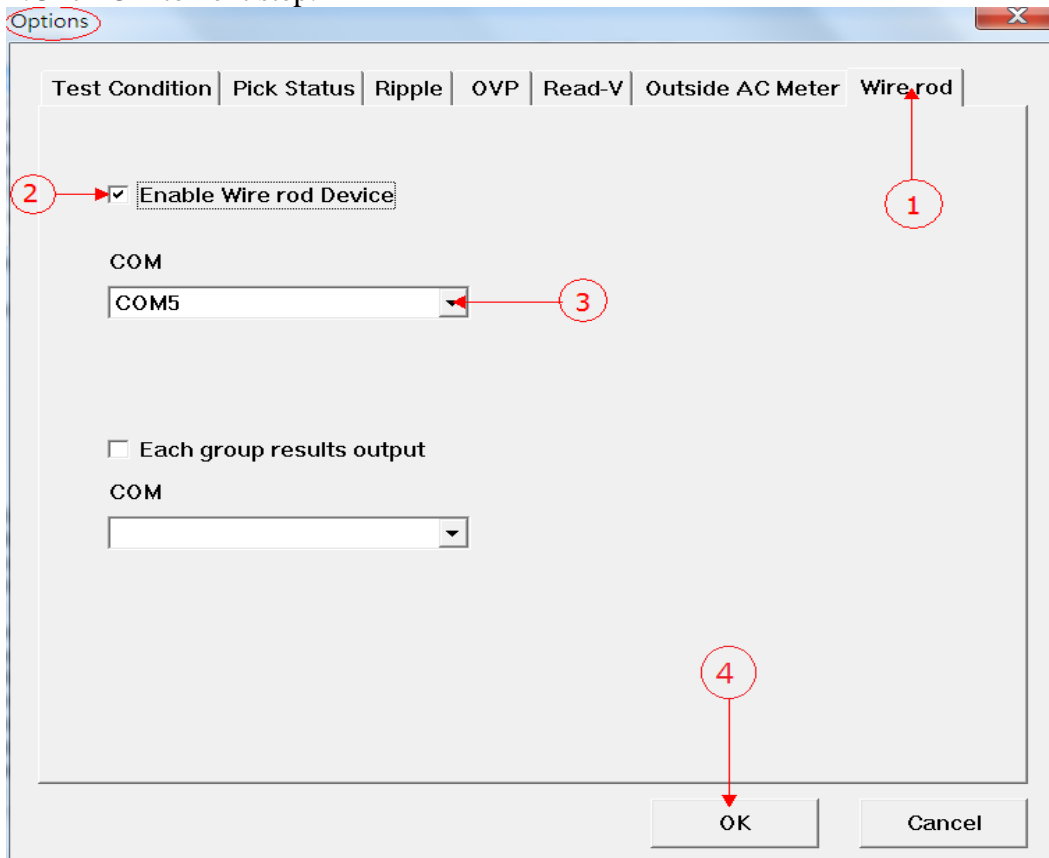 Options
X
Test Condition Pick Status Ripple OVP Read-V Outside AC Meter Wire rod
1
2 Enable Wire rod Device
COM
COM5 3
Each group results output
COM
4
OK Cancel